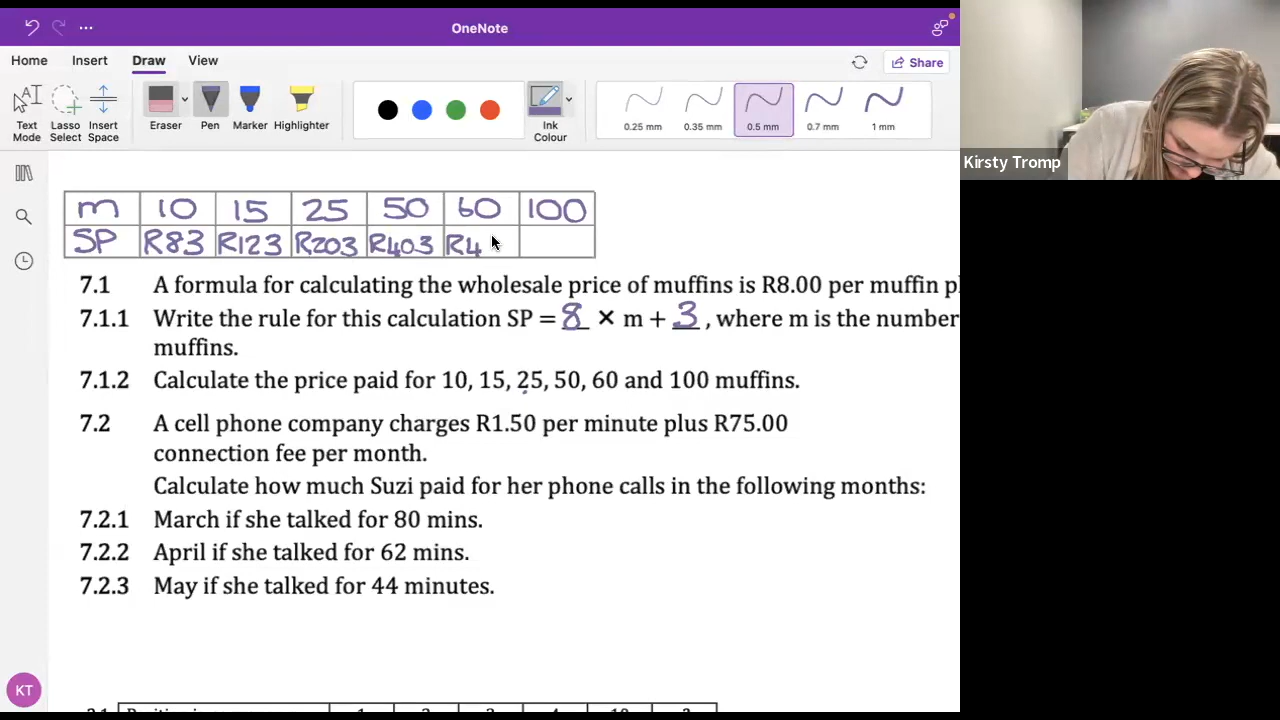 OneNote
Home Insert Draw View
Share
Text Mode
Lasso Select
Insert Space
Eraser
Pen
Marker
Highlighter
Ink Colour
0.25 mm
0.35 mm
0.5 mm
0.7 mm
1 mm
Kirsty Tromp
m 10 15 25 50 60 100
SP R83 R123 R203 R403 R4
7.1 A formula for calculating the wholesale price of muffins is R8.00 per muffin pl
7.1.1 Write the rule for this calculation SP = 8 × m + 3, where m is the number
muffins.
7.1.2 Calculate the price paid for 10, 15, 25, 50, 60 and 100 muffins.
7.2 A cell phone company charges R1.50 per minute plus R75.00
connection fee per month.
Calculate how much Suzi paid for her phone calls in the following months:
7.2.1 March if she talked for 80 mins.
7.2.2 April if she talked for 62 mins.
7.2.3 May if she talked for 44 minutes.
KT